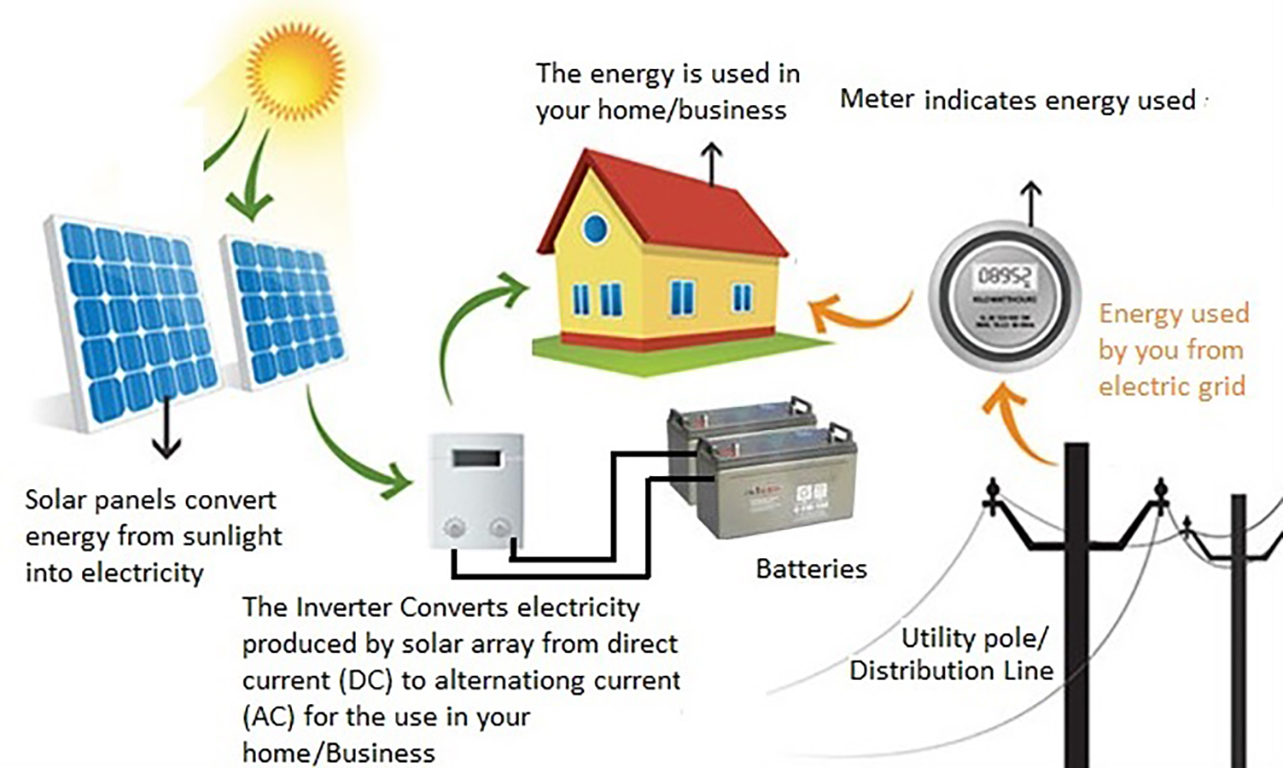 The energy is used in
your home/business
Meter indicates energy used
08952
KILOWATTHOURS
Energy used
by you from
electric grid
Solar panels convert
energy from sunlight
into electricity
Batteries
The Inverter Converts electricity
produced by solar array from direct
current (DC) to alternationg current
(AC) for the use in your
home/Business
Utility pole/
Distribution Line